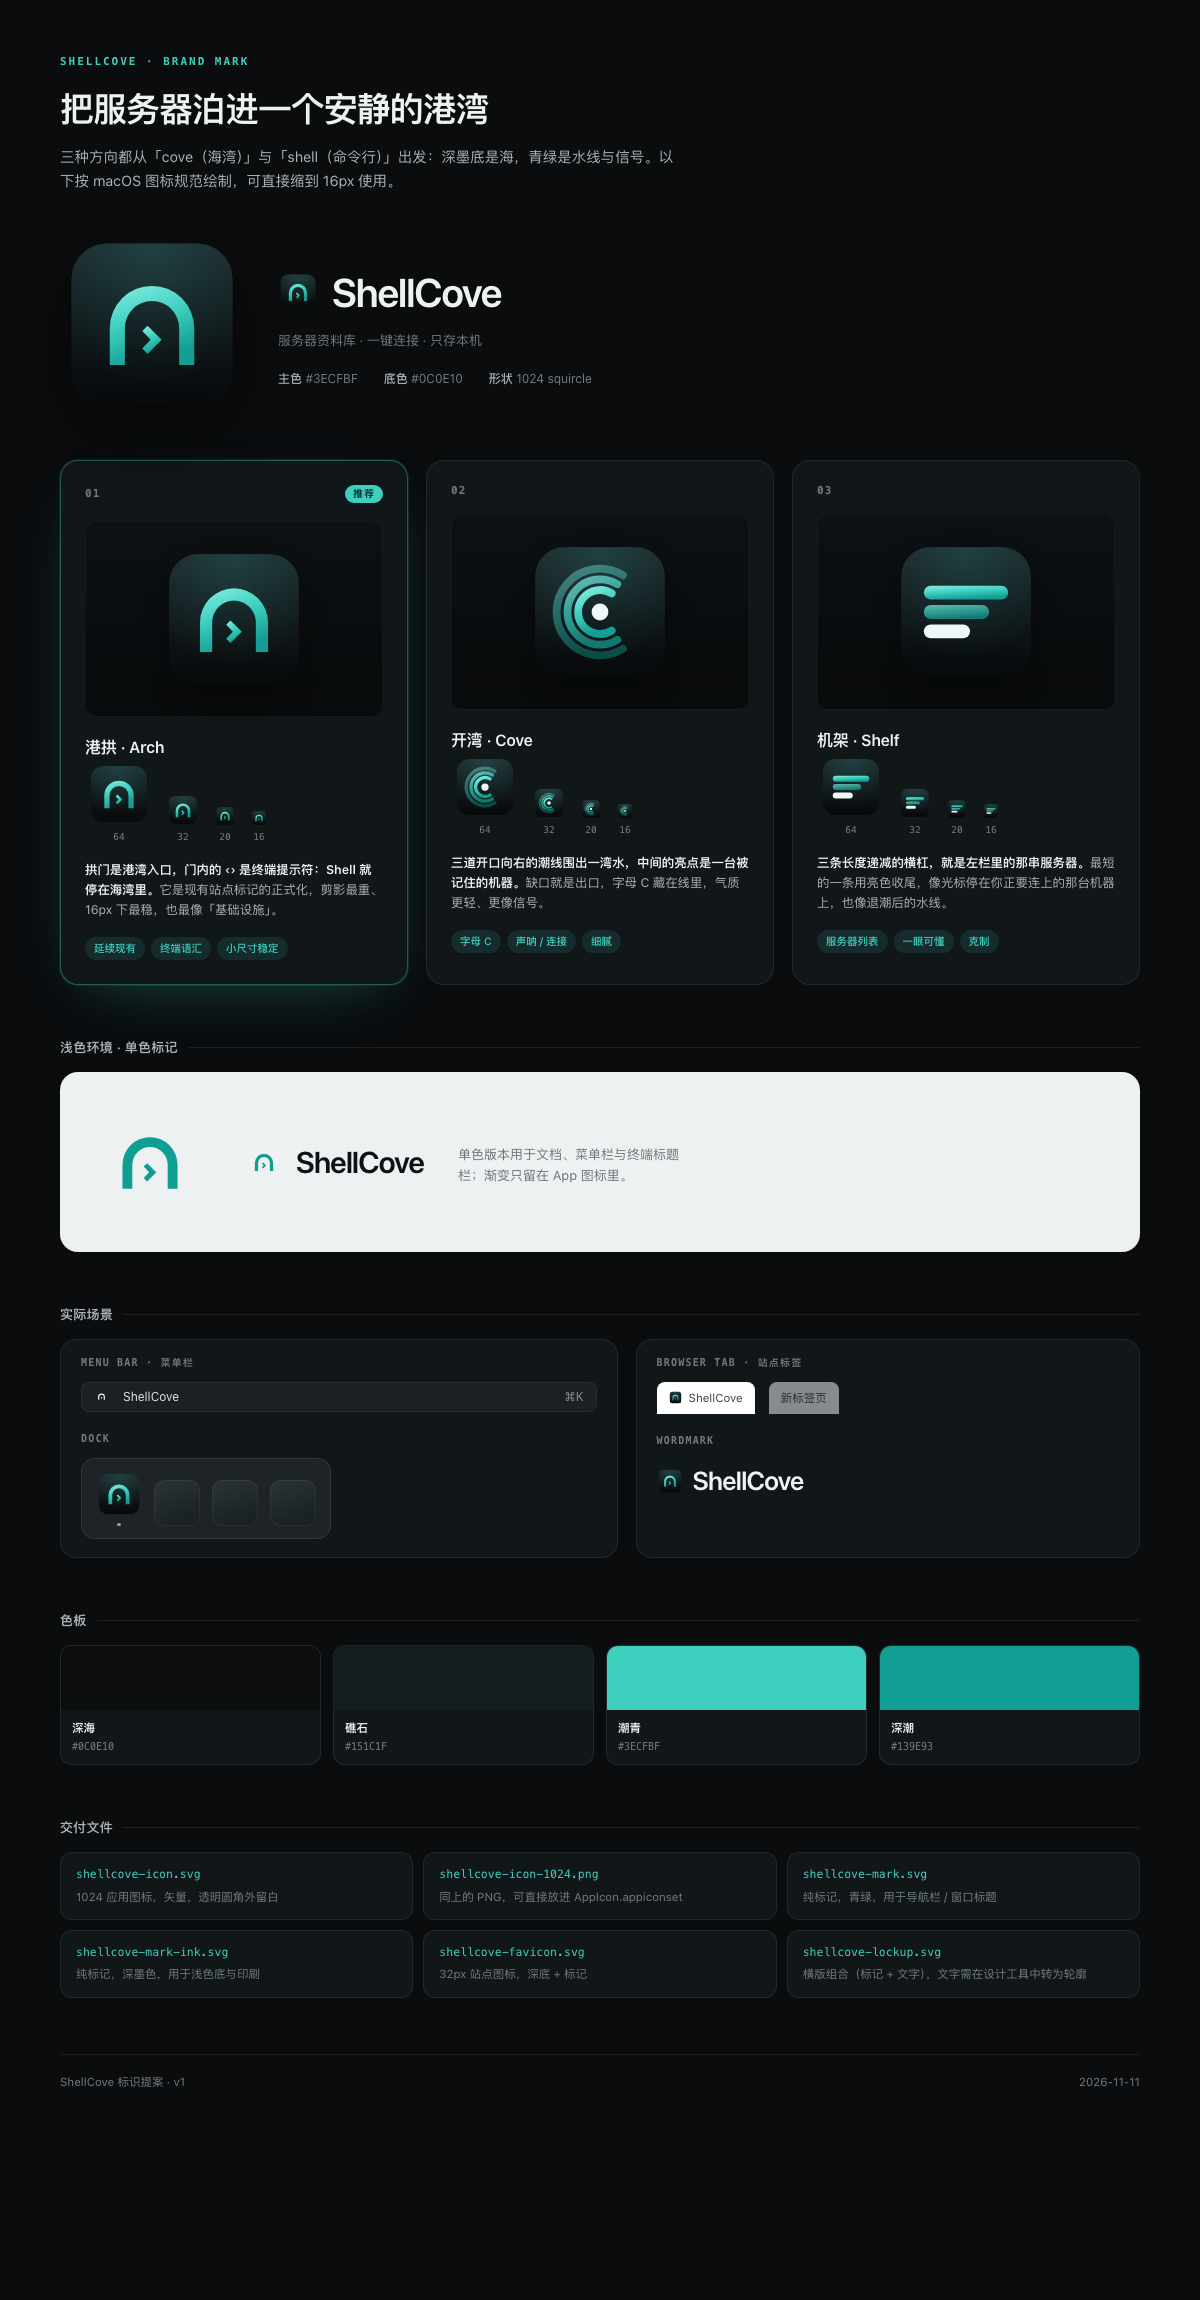 SHELLCOVE · BRAND MARK
把服务器泊进一个安静的港湾
三种方向都从「cove（海湾）」与「shell（命令行）」出发：深墨底是海，青绿是水线与信号。以
下按 macOS 图标规范绘制，可直接缩到 16px 使用。
ShellCove
服务器资料库 · 一键连接 · 只存本机
主色 #3ECFBF 底色 #0C0E10 形状 1024 squircle
01 推荐
港拱 · Arch
64 32 20 16
拱门是港湾入口，门内的 ‹› 是终端提示符：Shell 就
停在海湾里。它是现有站点标记的正式化，剪影最重、
16px 下最稳，也最像「基础设施」。
延续现有 终端语汇 小尺寸稳定
02
开湾 · Cove
64 32 20 16
三道开口向右的潮线围出一湾水，中间的亮点是一台被
记住的机器。缺口就是出口，字母 C 藏在线里，气质
更轻、更像信号。
字母 C 声呐 / 连接 细腻
03
机架 · Shelf
64 32 20 16
三条长度递减的横杠，就是左栏里的那串服务器。最短
的一条用亮色收尾，像光标停在你正要连上的那台机器
上，也像退潮后的水线。
服务器列表 一眼可懂 克制
浅色环境 · 单色标记
ShellCove
单色版本用于文档、菜单栏与终端标题
栏；渐变只留在 App 图标里。
实际场景
MENU BAR · 菜单栏
ShellCove ⌘K
DOCK
BROWSER TAB · 站点标签
ShellCove 新标签页
WORDMARK
ShellCove
色板
深海
#0C0E10
礁石
#151C1F
潮青
#3ECFBF
深潮
#139E93
交付文件
shellcove-icon.svg
1024 应用图标，矢量，透明圆角外留白
shellcove-icon-1024.png
同上的 PNG，可直接放进 AppIcon.appiconset
shellcove-mark.svg
纯标记，青绿，用于导航栏 / 窗口标题
shellcove-mark-ink.svg
纯标记，深墨色，用于浅色底与印刷
shellcove-favicon.svg
32px 站点图标，深底 + 标记
shellcove-lockup.svg
横版组合（标记 + 文字），文字需在设计工具中转为轮廓
ShellCove 标识提案 · v1
2026-11-11